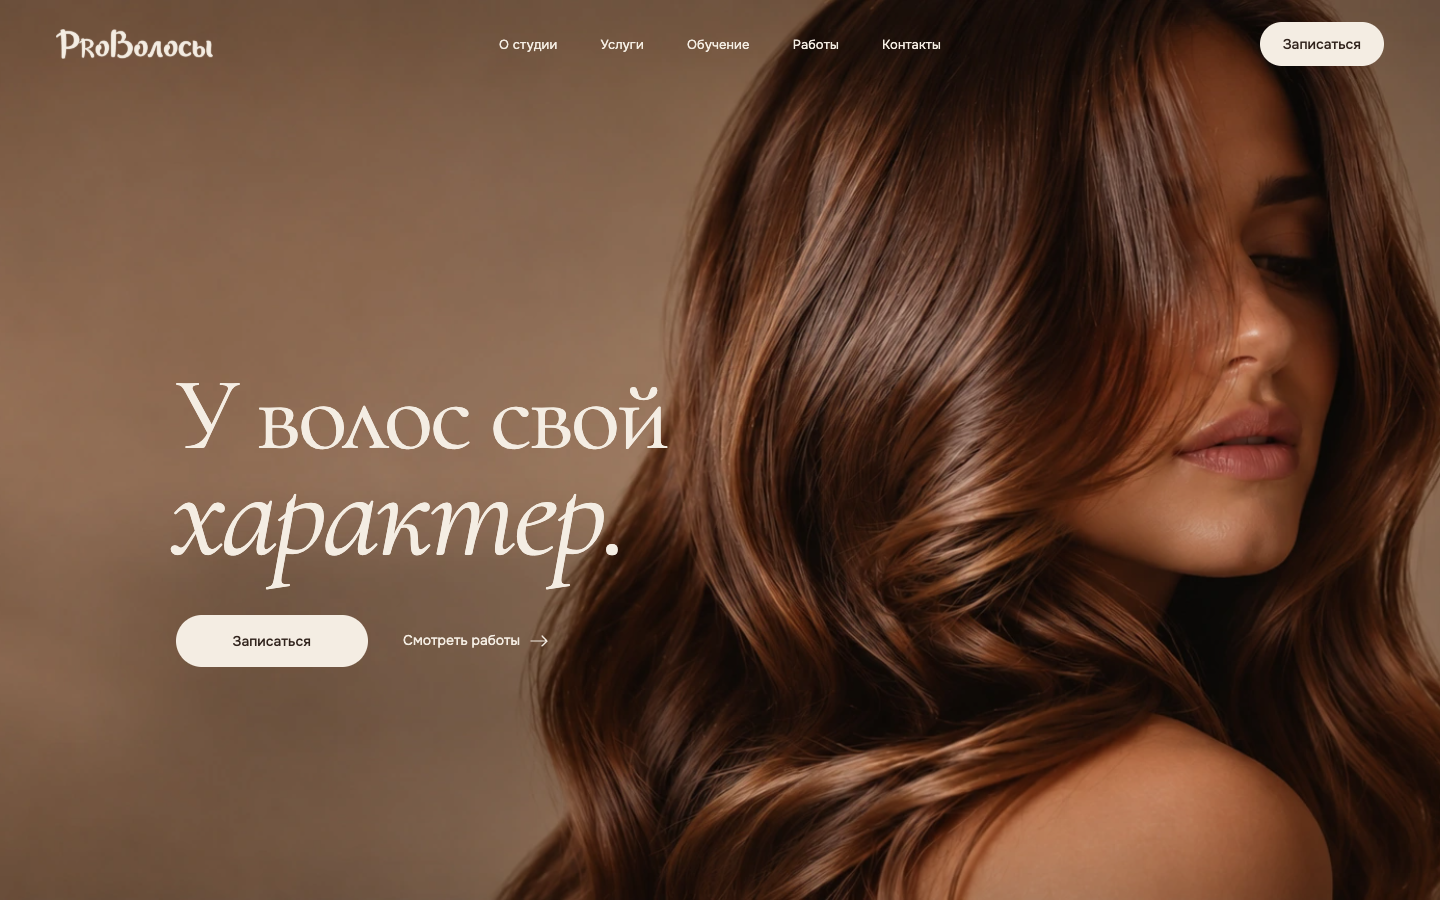 ProВолосы
О студии
Услуги
Обучение
Работы
Контакты
Записаться
У волос свой
характер.
Записаться
Смотреть работы →